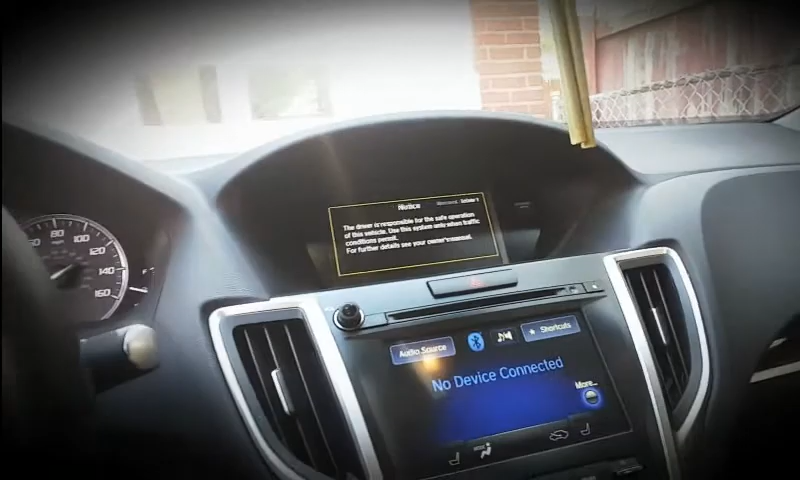 Notice
The driver is responsible for the safe operation
of this vehicle. Use this system only when traffic
conditions permit.
For further details see your owner's manual.
80
100
120
140
160
Audio Source
Shortcuts
No Device Connected
More...